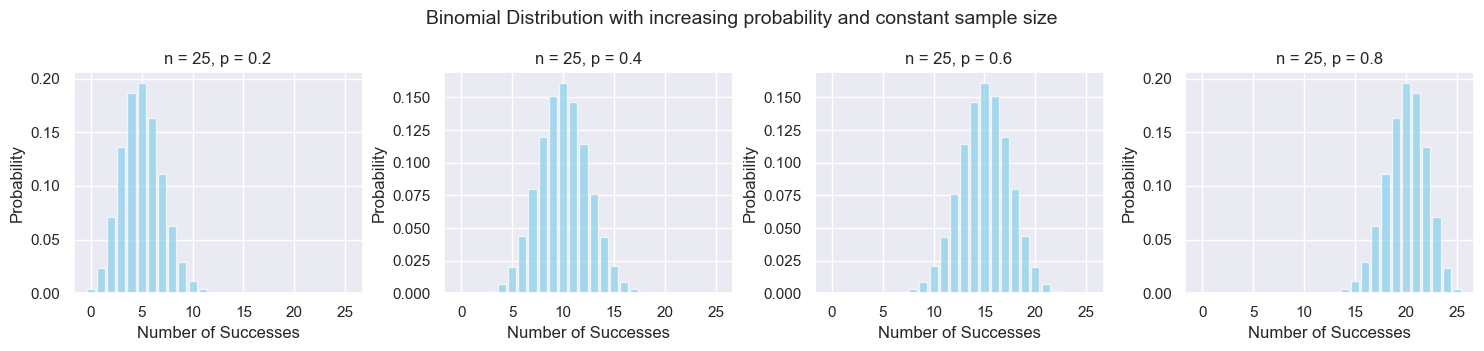 Binomial Distribution with increasing probability and constant sample size
n = 25, p = 0.2
0.20
0.15
0.10
0.05
0.00
Probability
0 5 10 15 20 25
Number of Successes
n = 25, p = 0.4
0.150
0.125
0.100
0.075
0.050
0.025
0.000
Probability
0 5 10 15 20 25
Number of Successes
n = 25, p = 0.6
0.150
0.125
0.100
0.075
0.050
0.025
0.000
Probability
0 5 10 15 20 25
Number of Successes
n = 25, p = 0.8
0.20
0.15
0.10
0.05
0.00
Probability
0 5 10 15 20 25
Number of Successes